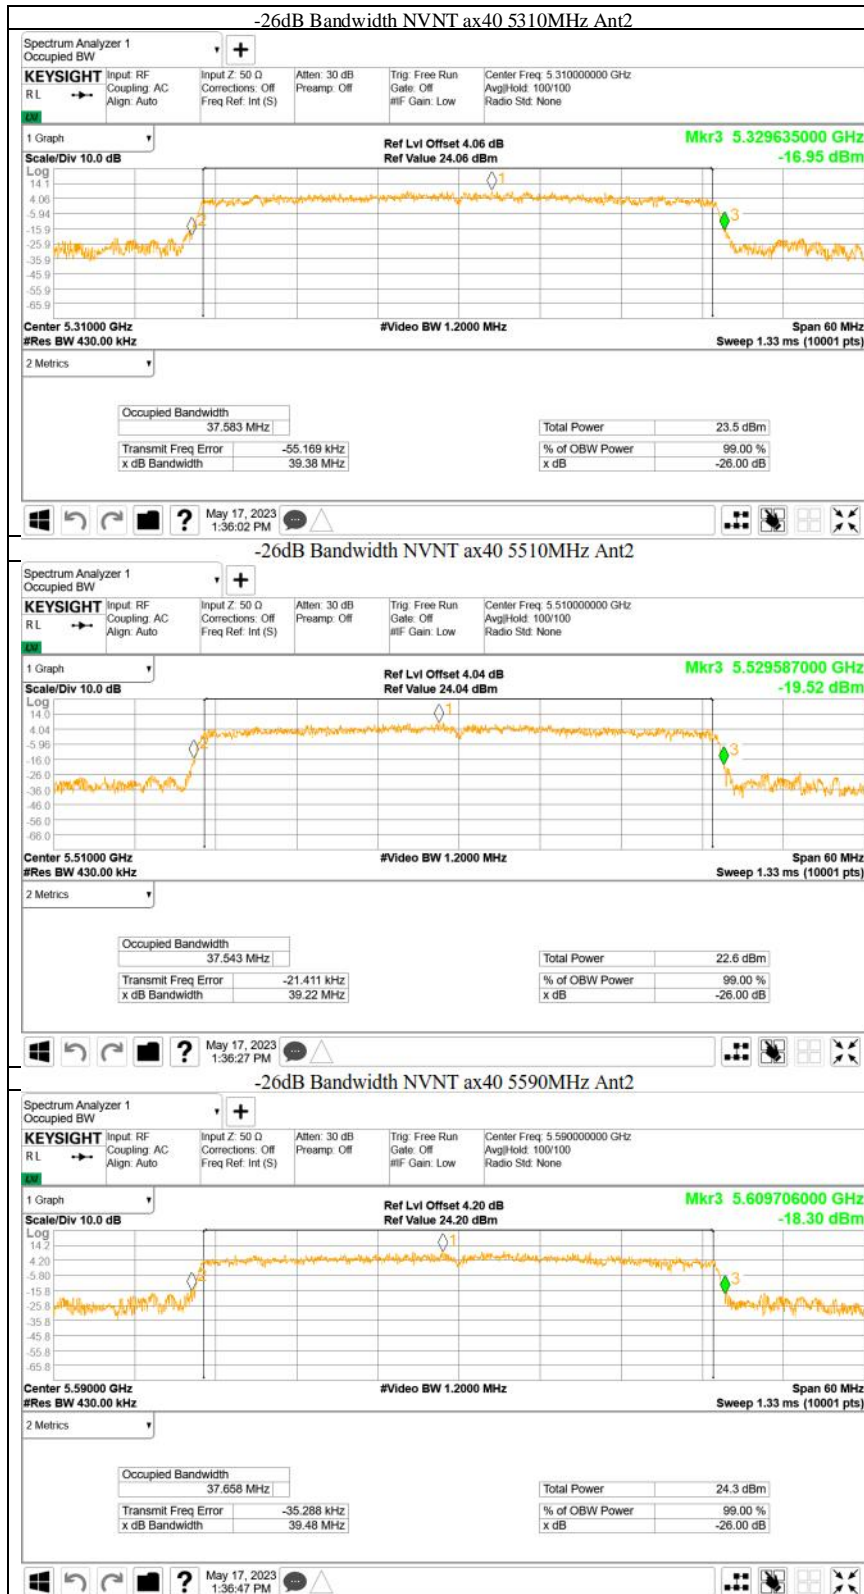 -26dB Bandwidth NVNT ax40 5310MHz Ant2
Spectrum Analyzer 1
Occupied BW
KEYSIGHT Input: RF Input Z: 50 Ω Atten: 30 dB Trig: Free Run Center Freq: 5.310000000 GHz
RL Coupling: AC Corrections: Off Preamp: Off Gate: Off Avg|Hold: 100/100
Align: Auto Freq Ref: Int (S) #IF Gain: Low Radio Std: None
1 Graph Ref Lvl Offset 4.06 dB Mkr3 5.329635000 GHz
Scale/Div 10.0 dB Ref Value 24.06 dBm -16.95 dBm
Log
14.1
1
4.06
-5.94
2
3
-15.9
-25.9
-35.9
-45.9
-55.9
-65.9
Center 5.31000 GHz #Video BW 1.2000 MHz Span 60 MHz
#Res BW 430.00 kHz Sweep 1.33 ms (10001 pts)
2 Metrics
Occupied Bandwidth
37.583 MHz Total Power 23.5 dBm
Transmit Freq Error -55.169 kHz % of OBW Power 99.00 %
x dB Bandwidth 39.38 MHz x dB -26.00 dB
? May 17, 2023
1:36:02 PM
-26dB Bandwidth NVNT ax40 5510MHz Ant2
Spectrum Analyzer 1
Occupied BW
KEYSIGHT Input: RF Input Z: 50 Ω Atten: 30 dB Trig: Free Run Center Freq: 5.510000000 GHz
RL Coupling: AC Corrections: Off Preamp: Off Gate: Off Avg|Hold: 100/100
Align: Auto Freq Ref: Int (S) #IF Gain: Low Radio Std: None
1 Graph Ref Lvl Offset 4.04 dB Mkr3 5.529587000 GHz
Scale/Div 10.0 dB Ref Value 24.04 dBm -19.52 dBm
Log
1
14.0
4.04
-5.96
2
3
-16.0
-26.0
-36.0
-46.0
-56.0
-66.0
Center 5.51000 GHz #Video BW 1.2000 MHz Span 60 MHz
#Res BW 430.00 kHz Sweep 1.33 ms (10001 pts)
2 Metrics
Occupied Bandwidth
37.543 MHz Total Power 22.6 dBm
Transmit Freq Error -21.411 kHz % of OBW Power 99.00 %
x dB Bandwidth 39.22 MHz x dB -26.00 dB
? May 17, 2023
1:36:27 PM
-26dB Bandwidth NVNT ax40 5590MHz Ant2
Spectrum Analyzer 1
Occupied BW
KEYSIGHT Input: RF Input Z: 50 Ω Atten: 30 dB Trig: Free Run Center Freq: 5.590000000 GHz
RL Coupling: AC Corrections: Off Preamp: Off Gate: Off Avg|Hold: 100/100
Align: Auto Freq Ref: Int (S) #IF Gain: Low Radio Std: None
1 Graph Ref Lvl Offset 4.20 dB Mkr3 5.609706000 GHz
Scale/Div 10.0 dB Ref Value 24.20 dBm -18.30 dBm
Log
1
14.2
4.20
-5.80
2
3
-15.8
-25.8
-35.8
-45.8
-55.8
-65.8
Center 5.59000 GHz #Video BW 1.2000 MHz Span 60 MHz
#Res BW 430.00 kHz Sweep 1.33 ms (10001 pts)
2 Metrics
Occupied Bandwidth
37.658 MHz Total Power 24.3 dBm
Transmit Freq Error -35.288 kHz % of OBW Power 99.00 %
x dB Bandwidth 39.48 MHz x dB -26.00 dB
? May 17, 2023
1:36:47 PM